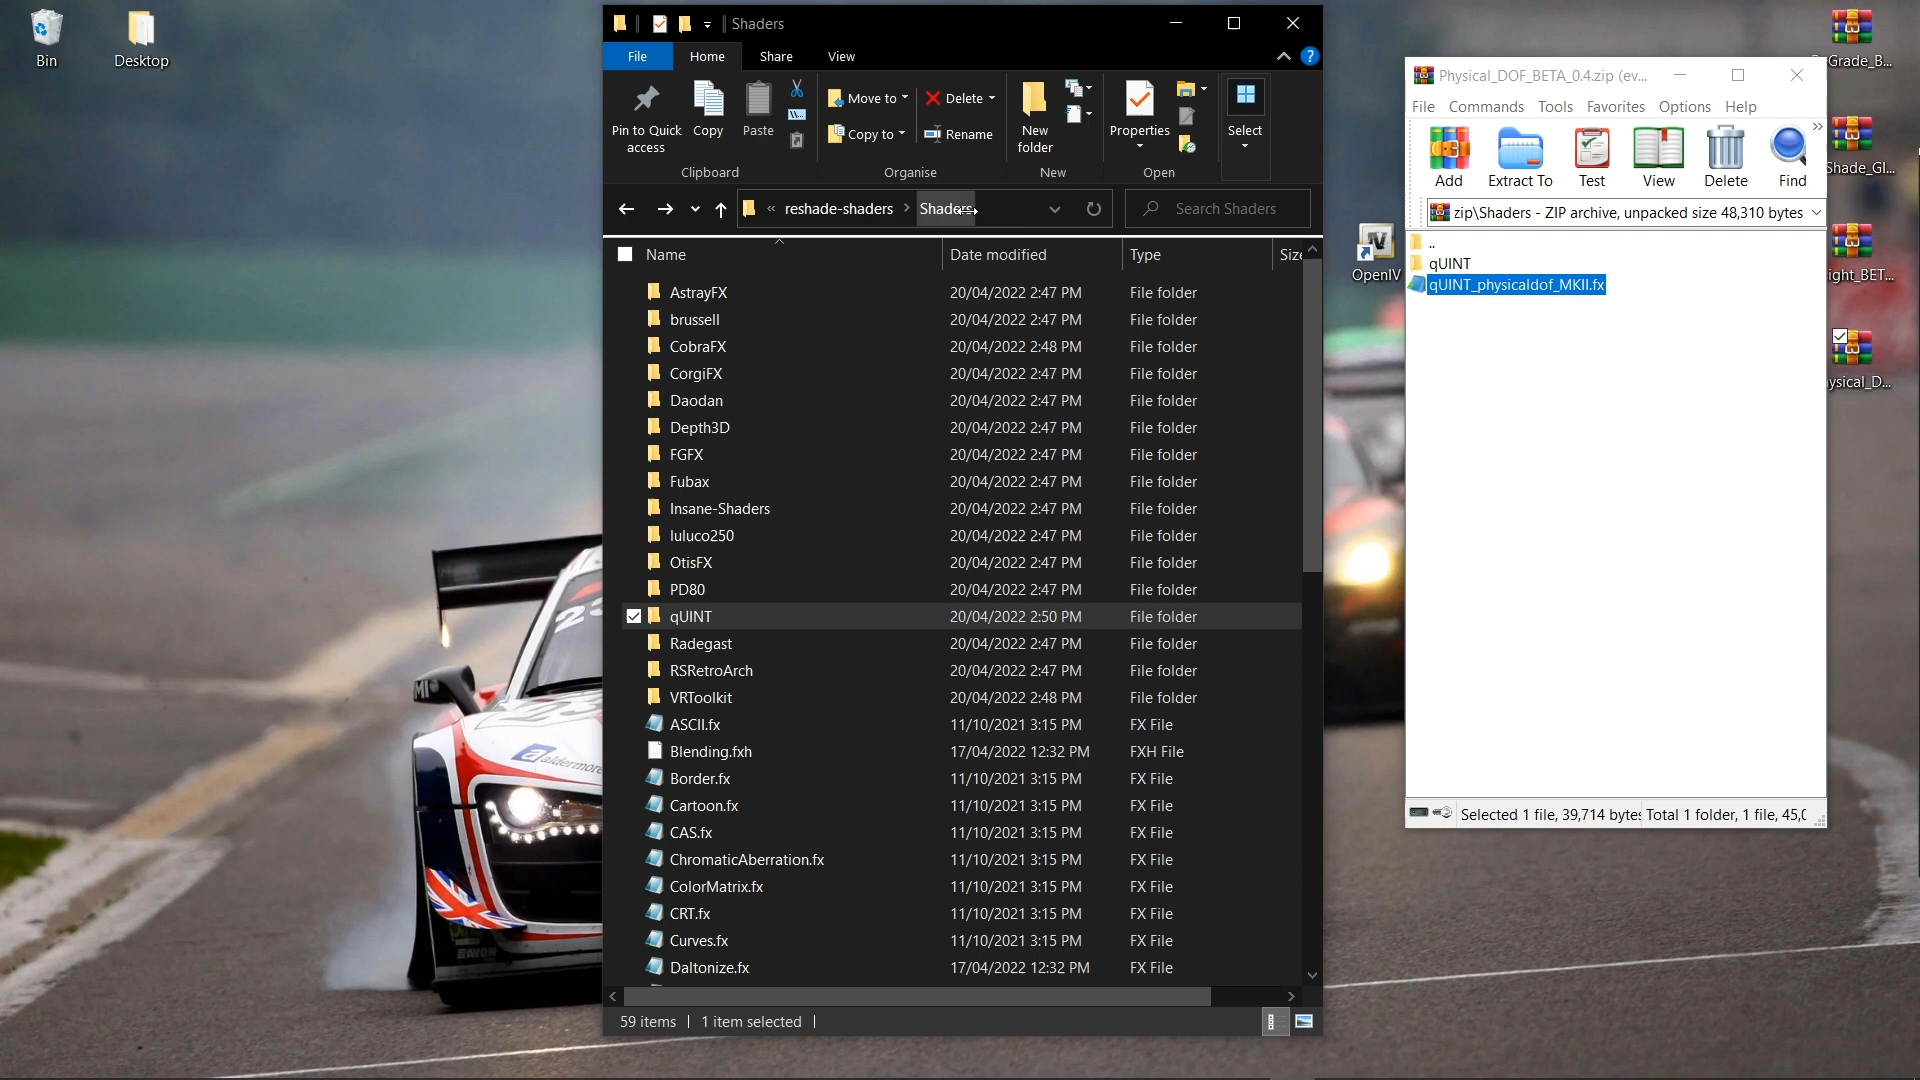 Bin
Desktop
Shaders
File
Home
Share
View
Pin to Quick access
Copy
Paste
Clipboard
Move to
Copy to
Delete
Rename
Organise
New folder
New
Properties
Open
Select
« reshade-shaders > Shaders
Search Shaders
Name
Date modified
Type
Size
AstrayFX 20/04/2022 2:47 PM File folder
brussell 20/04/2022 2:47 PM File folder
CobraFX 20/04/2022 2:48 PM File folder
CorgiFX 20/04/2022 2:47 PM File folder
Daodan 20/04/2022 2:47 PM File folder
Depth3D 20/04/2022 2:47 PM File folder
FGFX 20/04/2022 2:47 PM File folder
Fubax 20/04/2022 2:47 PM File folder
Insane-Shaders 20/04/2022 2:47 PM File folder
luluco250 20/04/2022 2:47 PM File folder
OtisFX 20/04/2022 2:47 PM File folder
PD80 20/04/2022 2:47 PM File folder
qUINT 20/04/2022 2:50 PM File folder
Radegast 20/04/2022 2:47 PM File folder
RSRetroArch 20/04/2022 2:47 PM File folder
VRToolkit 20/04/2022 2:48 PM File folder
ASCII.fx 11/10/2021 3:15 PM FX File
Blending.fxh 17/04/2022 12:32 PM FXH File
Border.fx 11/10/2021 3:15 PM FX File
Cartoon.fx 11/10/2021 3:15 PM FX File
CAS.fx 11/10/2021 3:15 PM FX File
ChromaticAberration.fx 11/10/2021 3:15 PM FX File
ColorMatrix.fx 11/10/2021 3:15 PM FX File
CRT.fx 11/10/2021 3:15 PM FX File
Curves.fx 11/10/2021 3:15 PM FX File
Daltonize.fx 17/04/2022 12:32 PM FX File
59 items
1 item selected
OpenIV
Physical_DOF_BETA_0.4.zip (ev...
File Commands Tools Favorites Options Help
Add
Extract To
Test
View
Delete
Find
»
zip\Shaders - ZIP archive, unpacked size 48,310 bytes
..
qUINT
qUINT_physicaldof_MKII.fx
Selected 1 file, 39,714 bytes
Total 1 folder, 1 file, 45,0
Grade_B...
Shade_GI...
ight_BET...
ysical_D...
aldermore
AVON